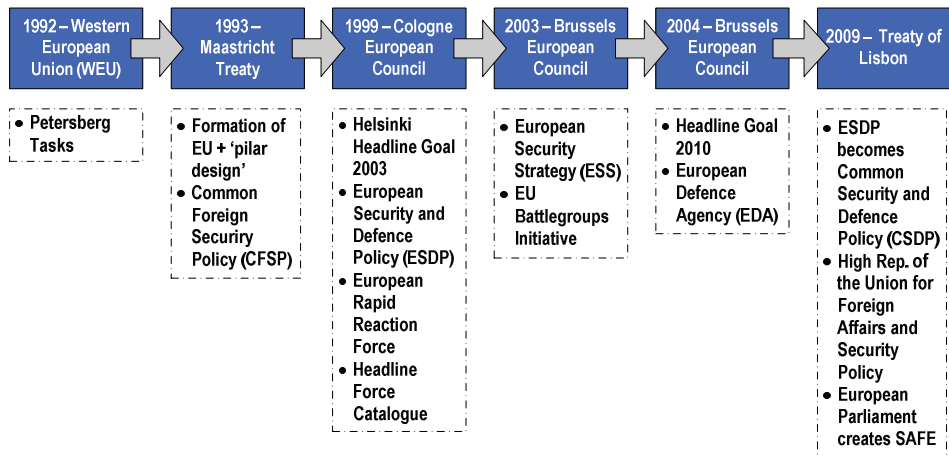 1992 – Western
European
Union (WEU)
1993 –
Maastricht
Treaty
1999 – Cologne
European
Council
2003 – Brussels
European
Council
2004 – Brussels
European
Council
2009 – Treaty of
Lisbon
• Petersberg
Tasks
• Formation of
EU + ‘pilar
design’
• Common
Foreign
Securiry
Policy (CFSP)
• Helsinki
Headline Goal
2003
• European
Security and
Defence
Policy (ESDP)
• European
Rapid
Reaction
Force
• Headline
Force
Catalogue
• European
Security
Strategy (ESS)
• EU
Battlegroups
Initiative
• Headline Goal
2010
• European
Defence
Agency (EDA)
• ESDP
becomes
Common
Security and
Defence
Policy (CSDP)
• High Rep. of
the Union for
Foreign
Affairs and
Security
Policy
• European
Parliament
creates SAFE